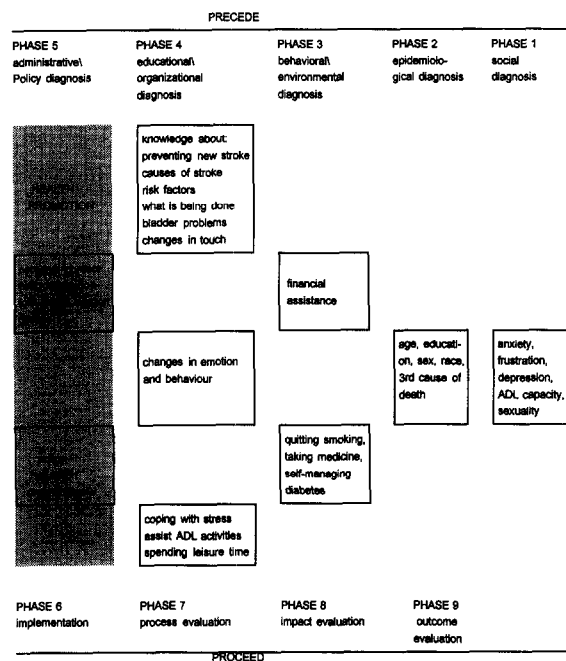 PRECEDE
PHASE 5
administrative\
Policy diagnosis
PHASE 4
educational\
organizational
diagnosis
PHASE 3
behavioral\
environmental
diagnosis
PHASE 2
epidemiolo-
gical diagnosis
PHASE 1
social
diagnosis
HEALTH
PROMOTION
knowledge about:
preventing new stroke
causes of stroke
risk factors
what is being done
bladder problems
changes in touch
financial
assistance
changes in emotion
and behaviour
age, educati-
on, sex, race,
3rd cause of
death
anxiety,
frustration,
depression,
ADL capacity,
sexuality
quitting smoking,
taking medicine,
self-managing
diabetes
coping with stress
assist ADL activities
spending leisure time
PHASE 6
implementation
PHASE 7
process evaluation
PHASE 8
impact evaluation
PHASE 9
outcome
evaluation
PROCEED